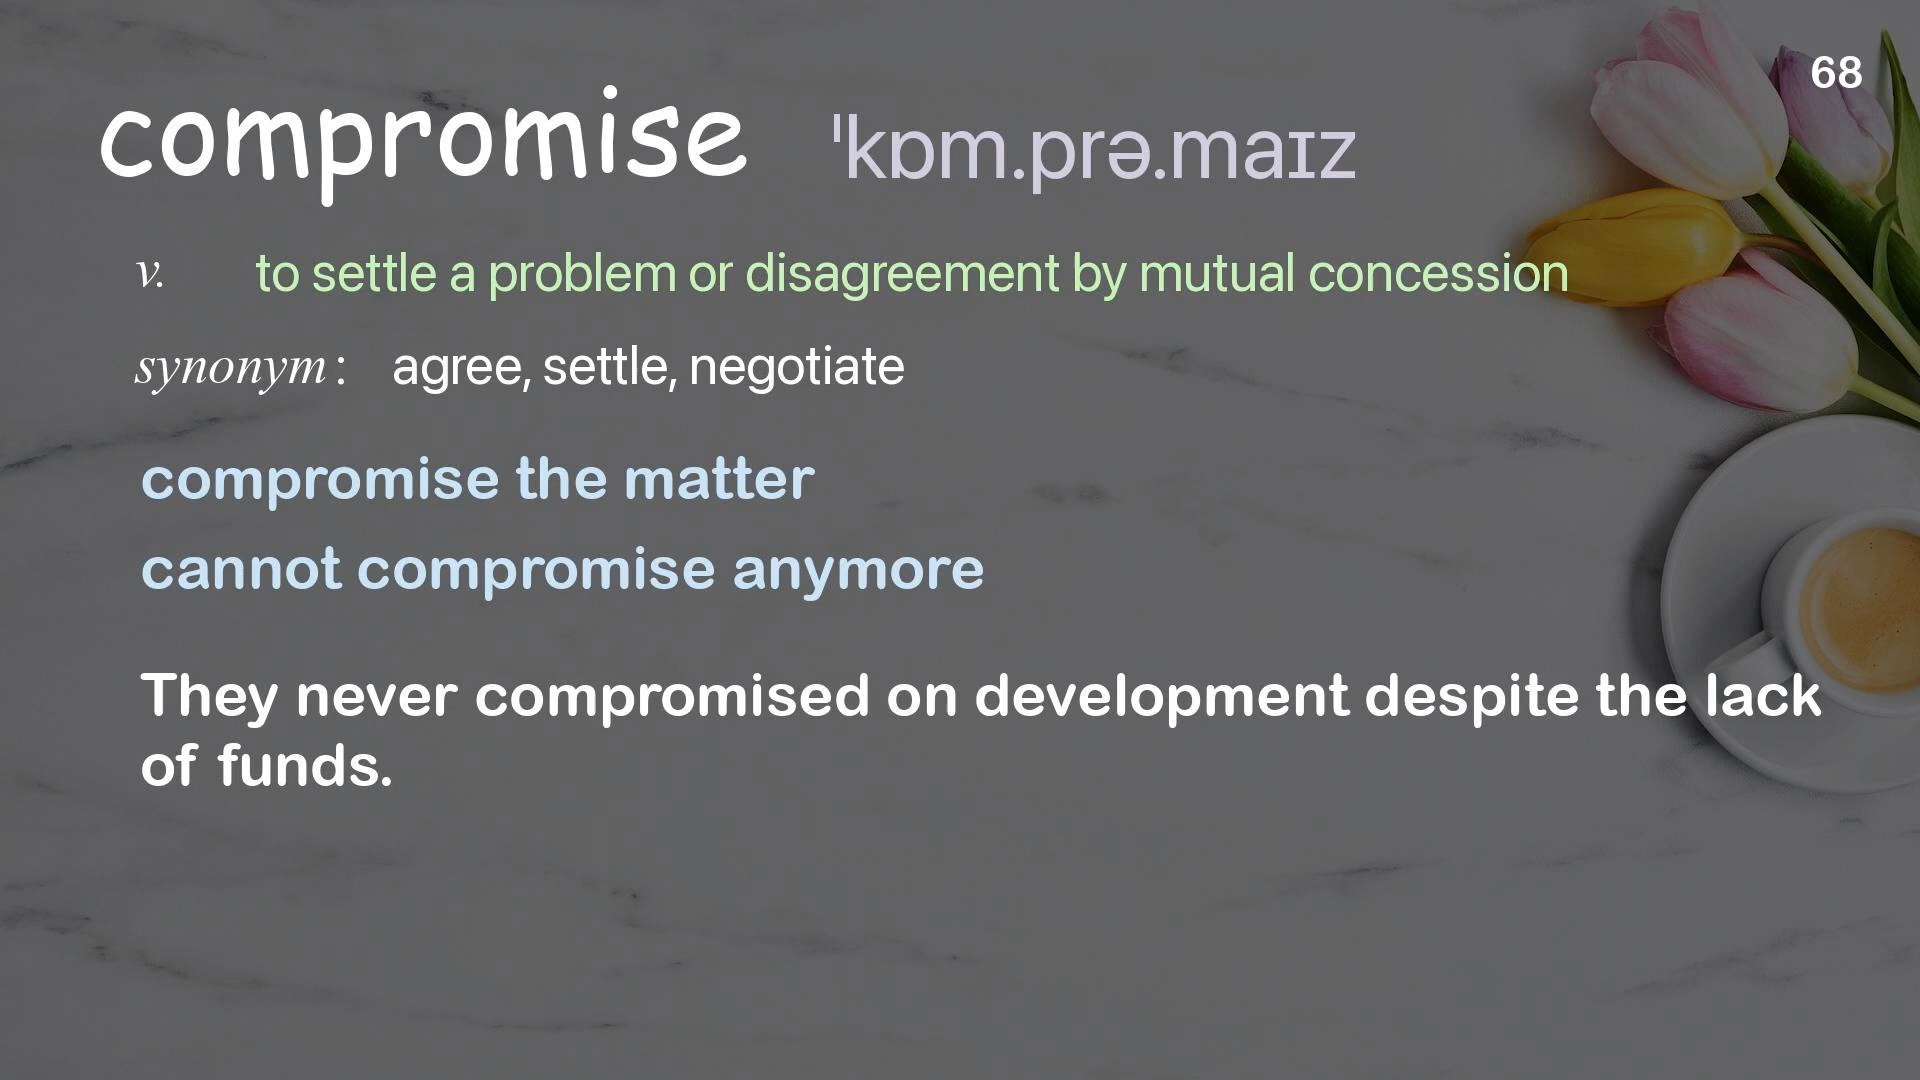 68
compromise ˈkɒm.prə.maɪz
v. to settle a problem or disagreement by mutual concession
synonym: agree, settle, negotiate
compromise the matter
cannot compromise anymore
They never compromised on development despite the lack
of funds.